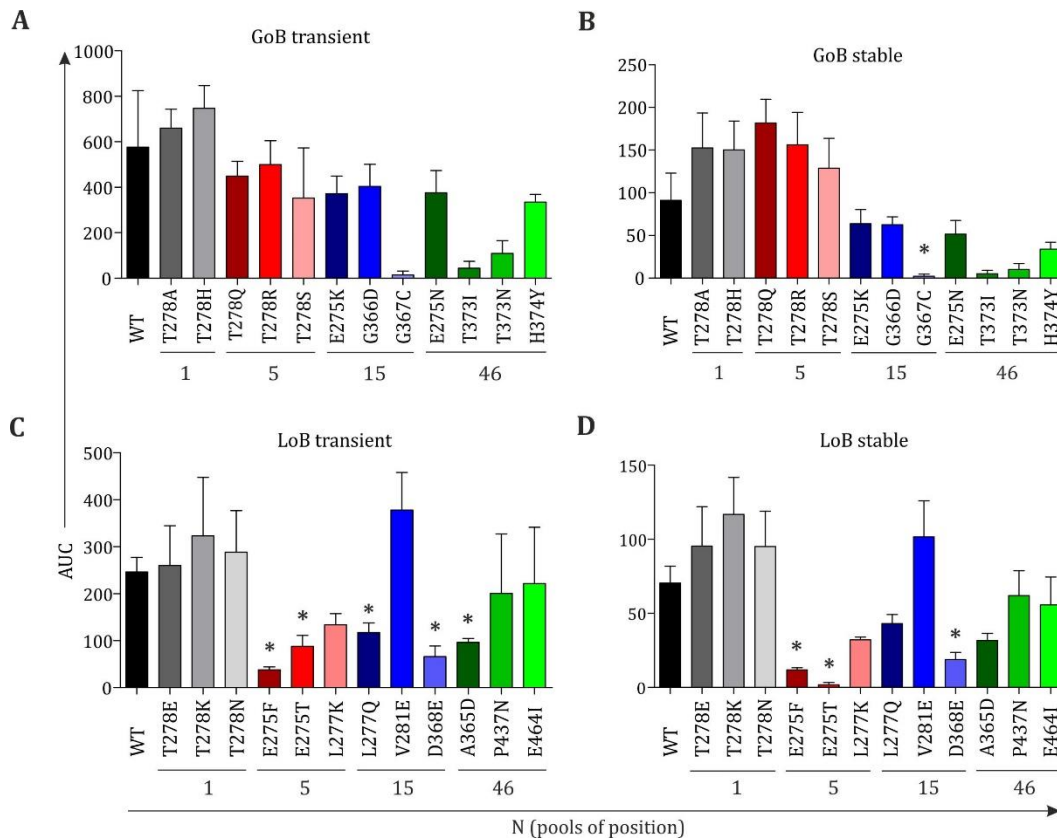 A
GoB transient
1000
800
600
400
200
0
WT
T278A
T278H
T278Q
T278R
T278S
E275K
G366D
G367C
E275N
T373I
T373N
H374Y
1
5
15
46
B
GoB stable
250
200
150
100
50
0
*
WT
T278A
T278H
T278Q
T278R
T278S
E275K
G366D
G367C
E275N
T373I
T373N
H374Y
1
5
15
46
C
LoB transient
500
400
300
200
100
0
AUC
* * * * *
WT
T278E
T278K
T278N
E275F
E275T
L277K
L277Q
V281E
D368E
A365D
P437N
E464I
1
5
15
46
D
LoB stable
150
100
50
0
* * *
WT
T278E
T278K
T278N
E275F
E275T
L277K
L277Q
V281E
D368E
A365D
P437N
E464I
1
5
15
46
N (pools of position)